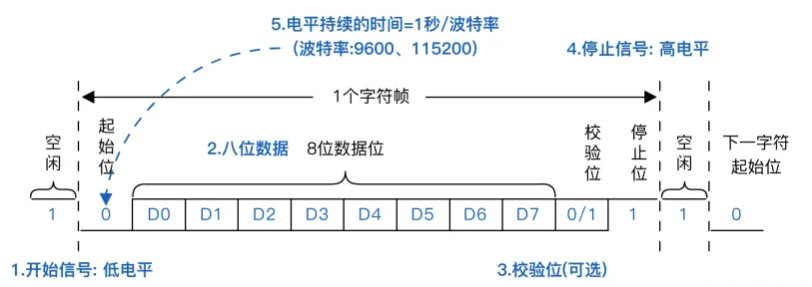 5.电平持续的时间=1秒/波特率
(波特率:9600、115200)
4.停止信号: 高电平
1个字符帧
空闲
起始位
2.八位数据 8位数据位
校验位
停止位
空闲
下一字符
起始位
1 0 D0 D1 D2 D3 D4 D5 D6 D7 0/1 1 1 0
1.开始信号: 低电平
3.校验位(可选)